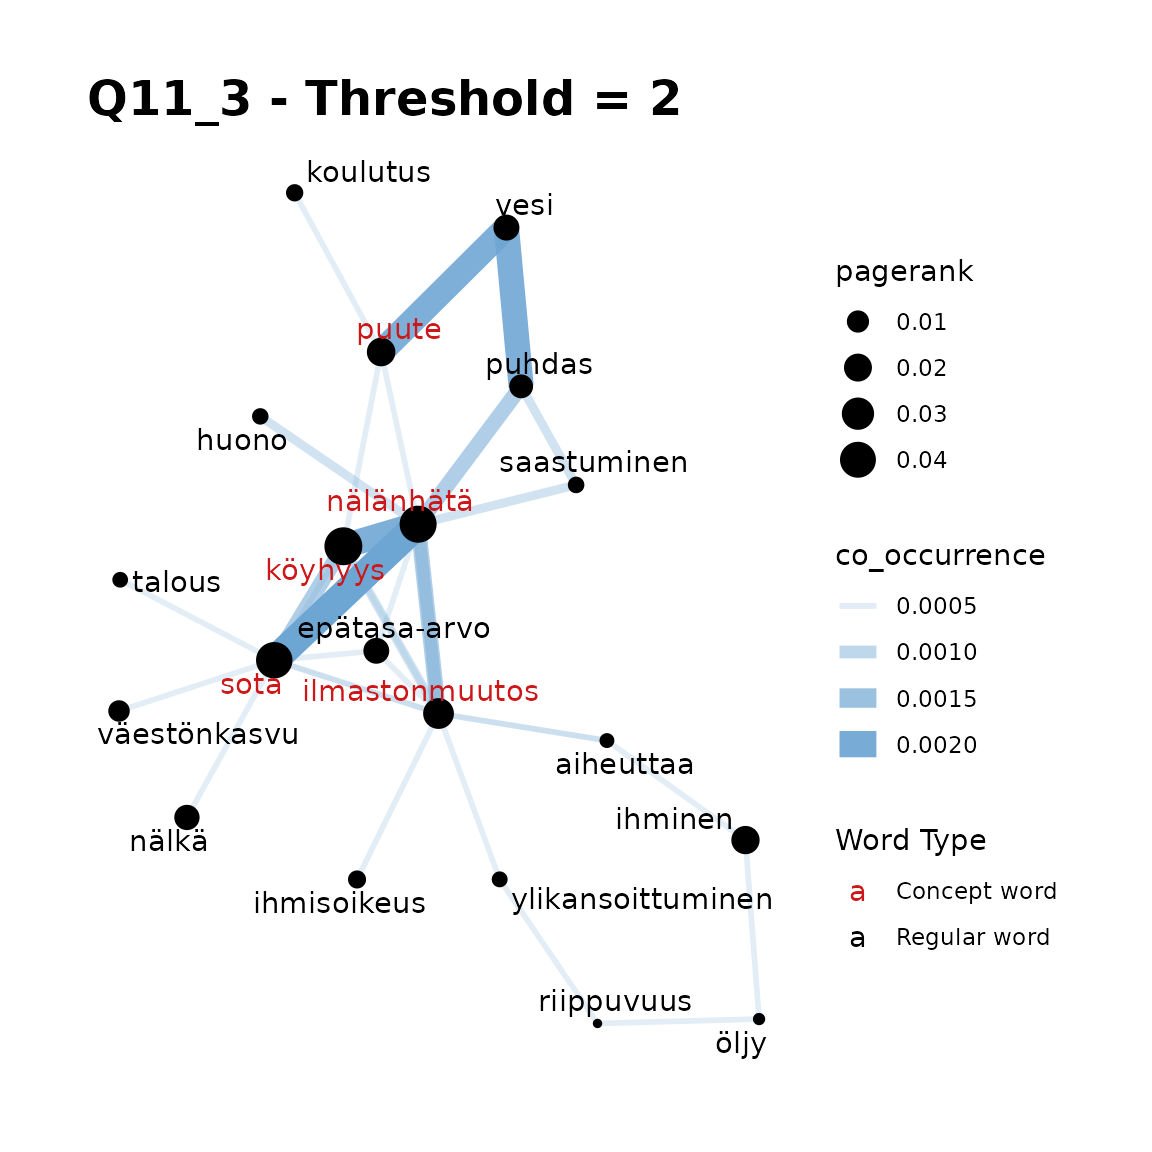 Q11_3 - Threshold = 2
koulutus
vesi
puute
puhdas
huono
saastuminen
nälänhätä
köyhyys
talous
epätasa-arvo
sota
ilmastonmuutos
väestönkasvu
aiheuttaa
ihminen
nälkä
ihmisoikeus
ylikansoittuminen
riippuvuus
öljy
pagerank
0.01
0.02
0.03
0.04
co_occurrence
0.0005
0.0010
0.0015
0.0020
Word Type
a Concept word
a Regular word